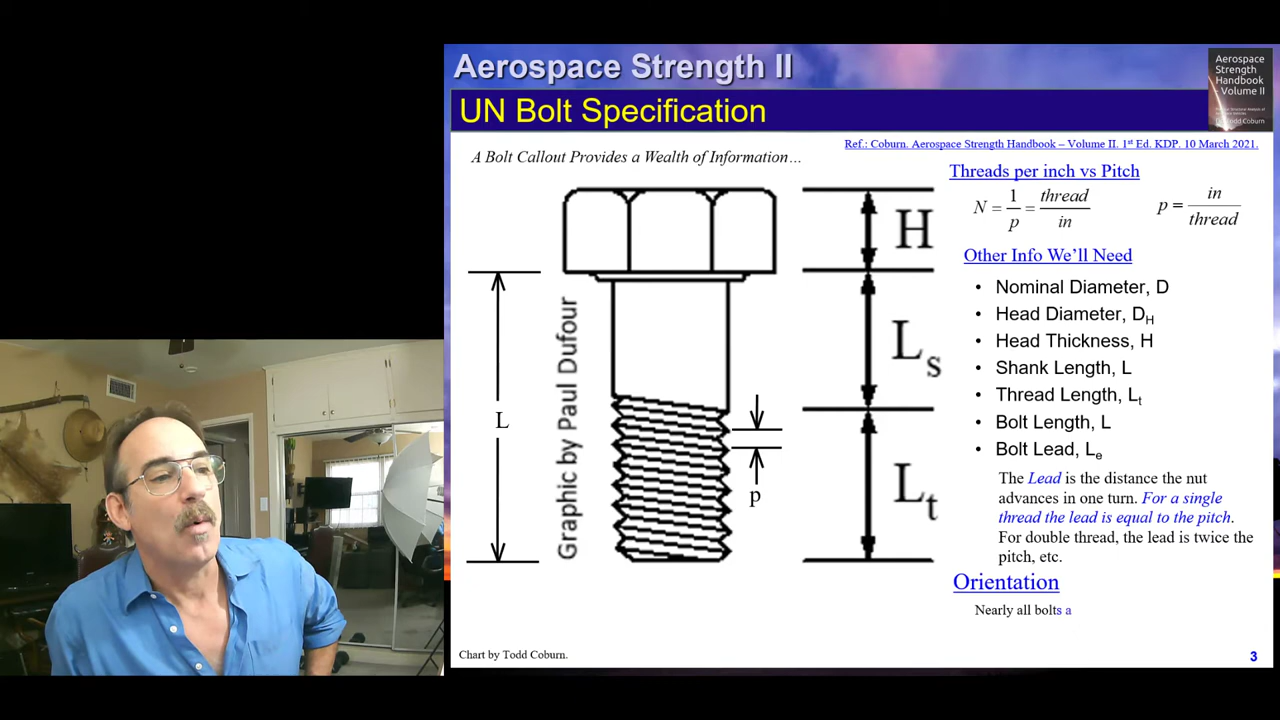 Aerospace Strength II
UN Bolt Specification
Aerospace
Strength
Handbook
- Volume II
Todd Coburn
Ref.: Coburn. Aerospace Strength Handbook – Volume II. 1st Ed. KDP. 10 March 2021.
A Bolt Callout Provides a Wealth of Information…
Threads per inch vs Pitch
N = 1/p = thread/in
p = in/thread
Other Info We'll Need
• Nominal Diameter, D
• Head Diameter, DH
• Head Thickness, H
• Shank Length, L
• Thread Length, Lt
• Bolt Length, L
• Bolt Lead, Le
The Lead is the distance the nut
advances in one turn. For a single
thread the lead is equal to the pitch.
For double thread, the lead is twice the
pitch, etc.
Orientation
Nearly all bolts a
H
Ls
Lt
L
p
Graphic by Paul Dufour
Chart by Todd Coburn.
3